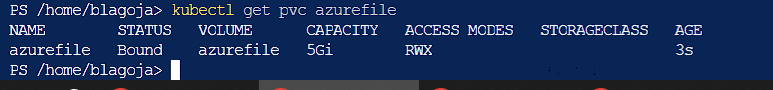 PS /home/blagoja> kubectl get pvc azurefile
NAME STATUS VOLUME CAPACITY ACCESS MODES STORAGECLASS AGE
azurefile Bound azurefile 5Gi RWX 3s
PS /home/blagoja>